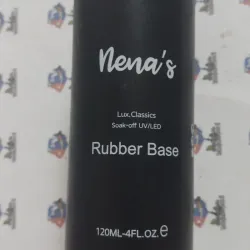 Nena's
Lux.Classics
Soak-off UV/LED
Rubber Base
120ML-4FL.OZ.e